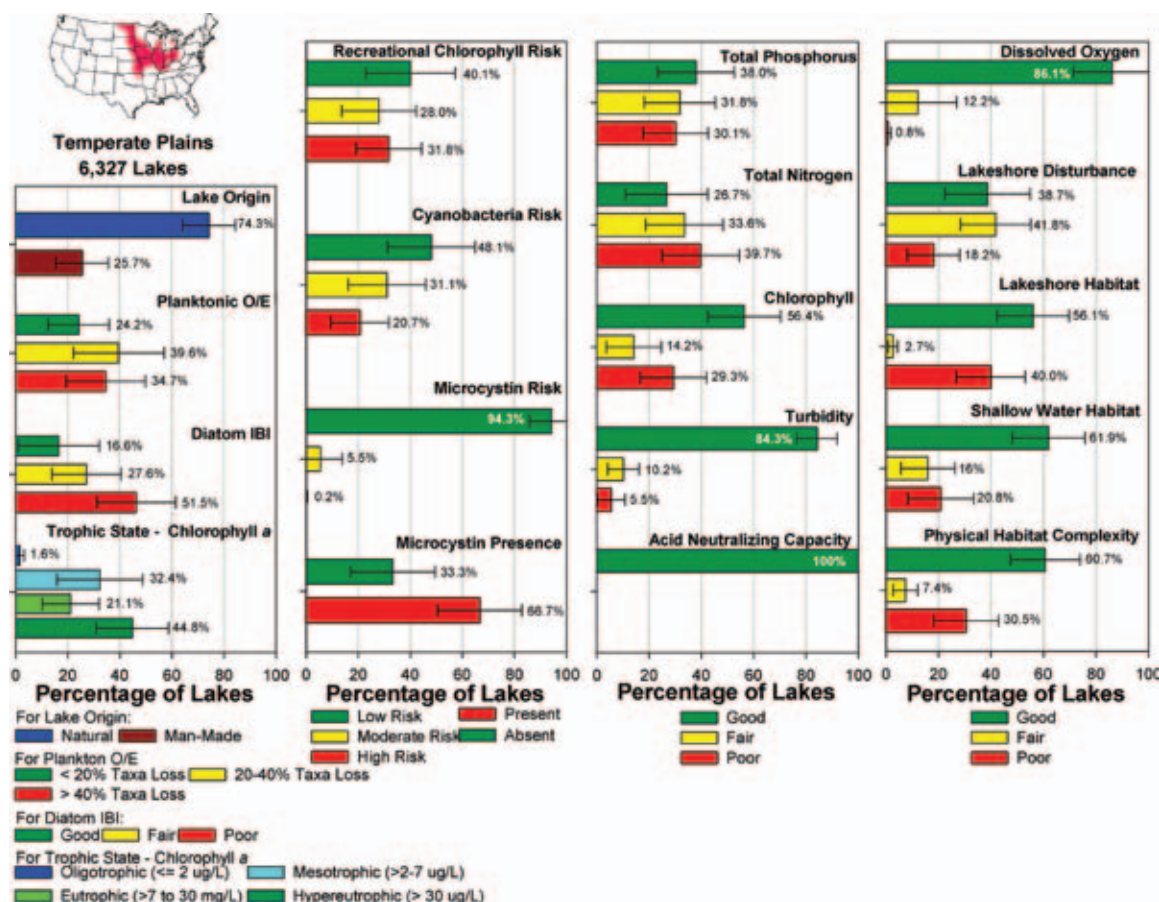 Temperate Plains
6,327 Lakes
Lake Origin
74.3%
25.7%
Planktonic O/E
24.2%
39.6%
34.7%
Diatom IBI
16.6%
27.6%
51.5%
Trophic State - Chlorophyll a
1.6%
32.4%
21.1%
44.8%
0 20 40 60 80 100
Percentage of Lakes
For Lake Origin:
Natural Man-Made
For Plankton O/E
< 20% Taxa Loss 20-40% Taxa Loss
> 40% Taxa Loss
For Diatom IBI:
Good Fair Poor
For Trophic State - Chlorophyll a
Oligotrophic (<= 2 ug/L) Mesotrophic (>2-7 ug/L)
Eutrophic (>7 to 30 mg/L) Hypereutrophic (> 30 ug/L)
Recreational Chlorophyll Risk
40.1%
28.0%
31.8%
Cyanobacteria Risk
48.1%
31.1%
20.7%
Microcystin Risk
94.3%
5.5%
0.2%
Microcystin Presence
33.3%
66.7%
0 20 40 60 80 100
Percentage of Lakes
Low Risk Present
Moderate Risk Absent
High Risk
Total Phosphorus
38.0%
31.8%
30.1%
Total Nitrogen
26.7%
33.6%
39.7%
Chlorophyll
56.4%
14.2%
29.3%
Turbidity
84.3%
10.2%
5.5%
Acid Neutralizing Capacity
100%
0 20 40 60 80 100
Percentage of Lakes
Good
Fair
Poor
Dissolved Oxygen
86.1%
12.2%
0.8%
Lakeshore Disturbance
38.7%
41.8%
18.2%
Lakeshore Habitat
56.1%
2.7%
40.0%
Shallow Water Habitat
61.9%
16%
20.8%
Physical Habitat Complexity
60.7%
7.4%
30.5%
0 20 40 60 80 100
Percentage of Lakes
Good
Fair
Poor